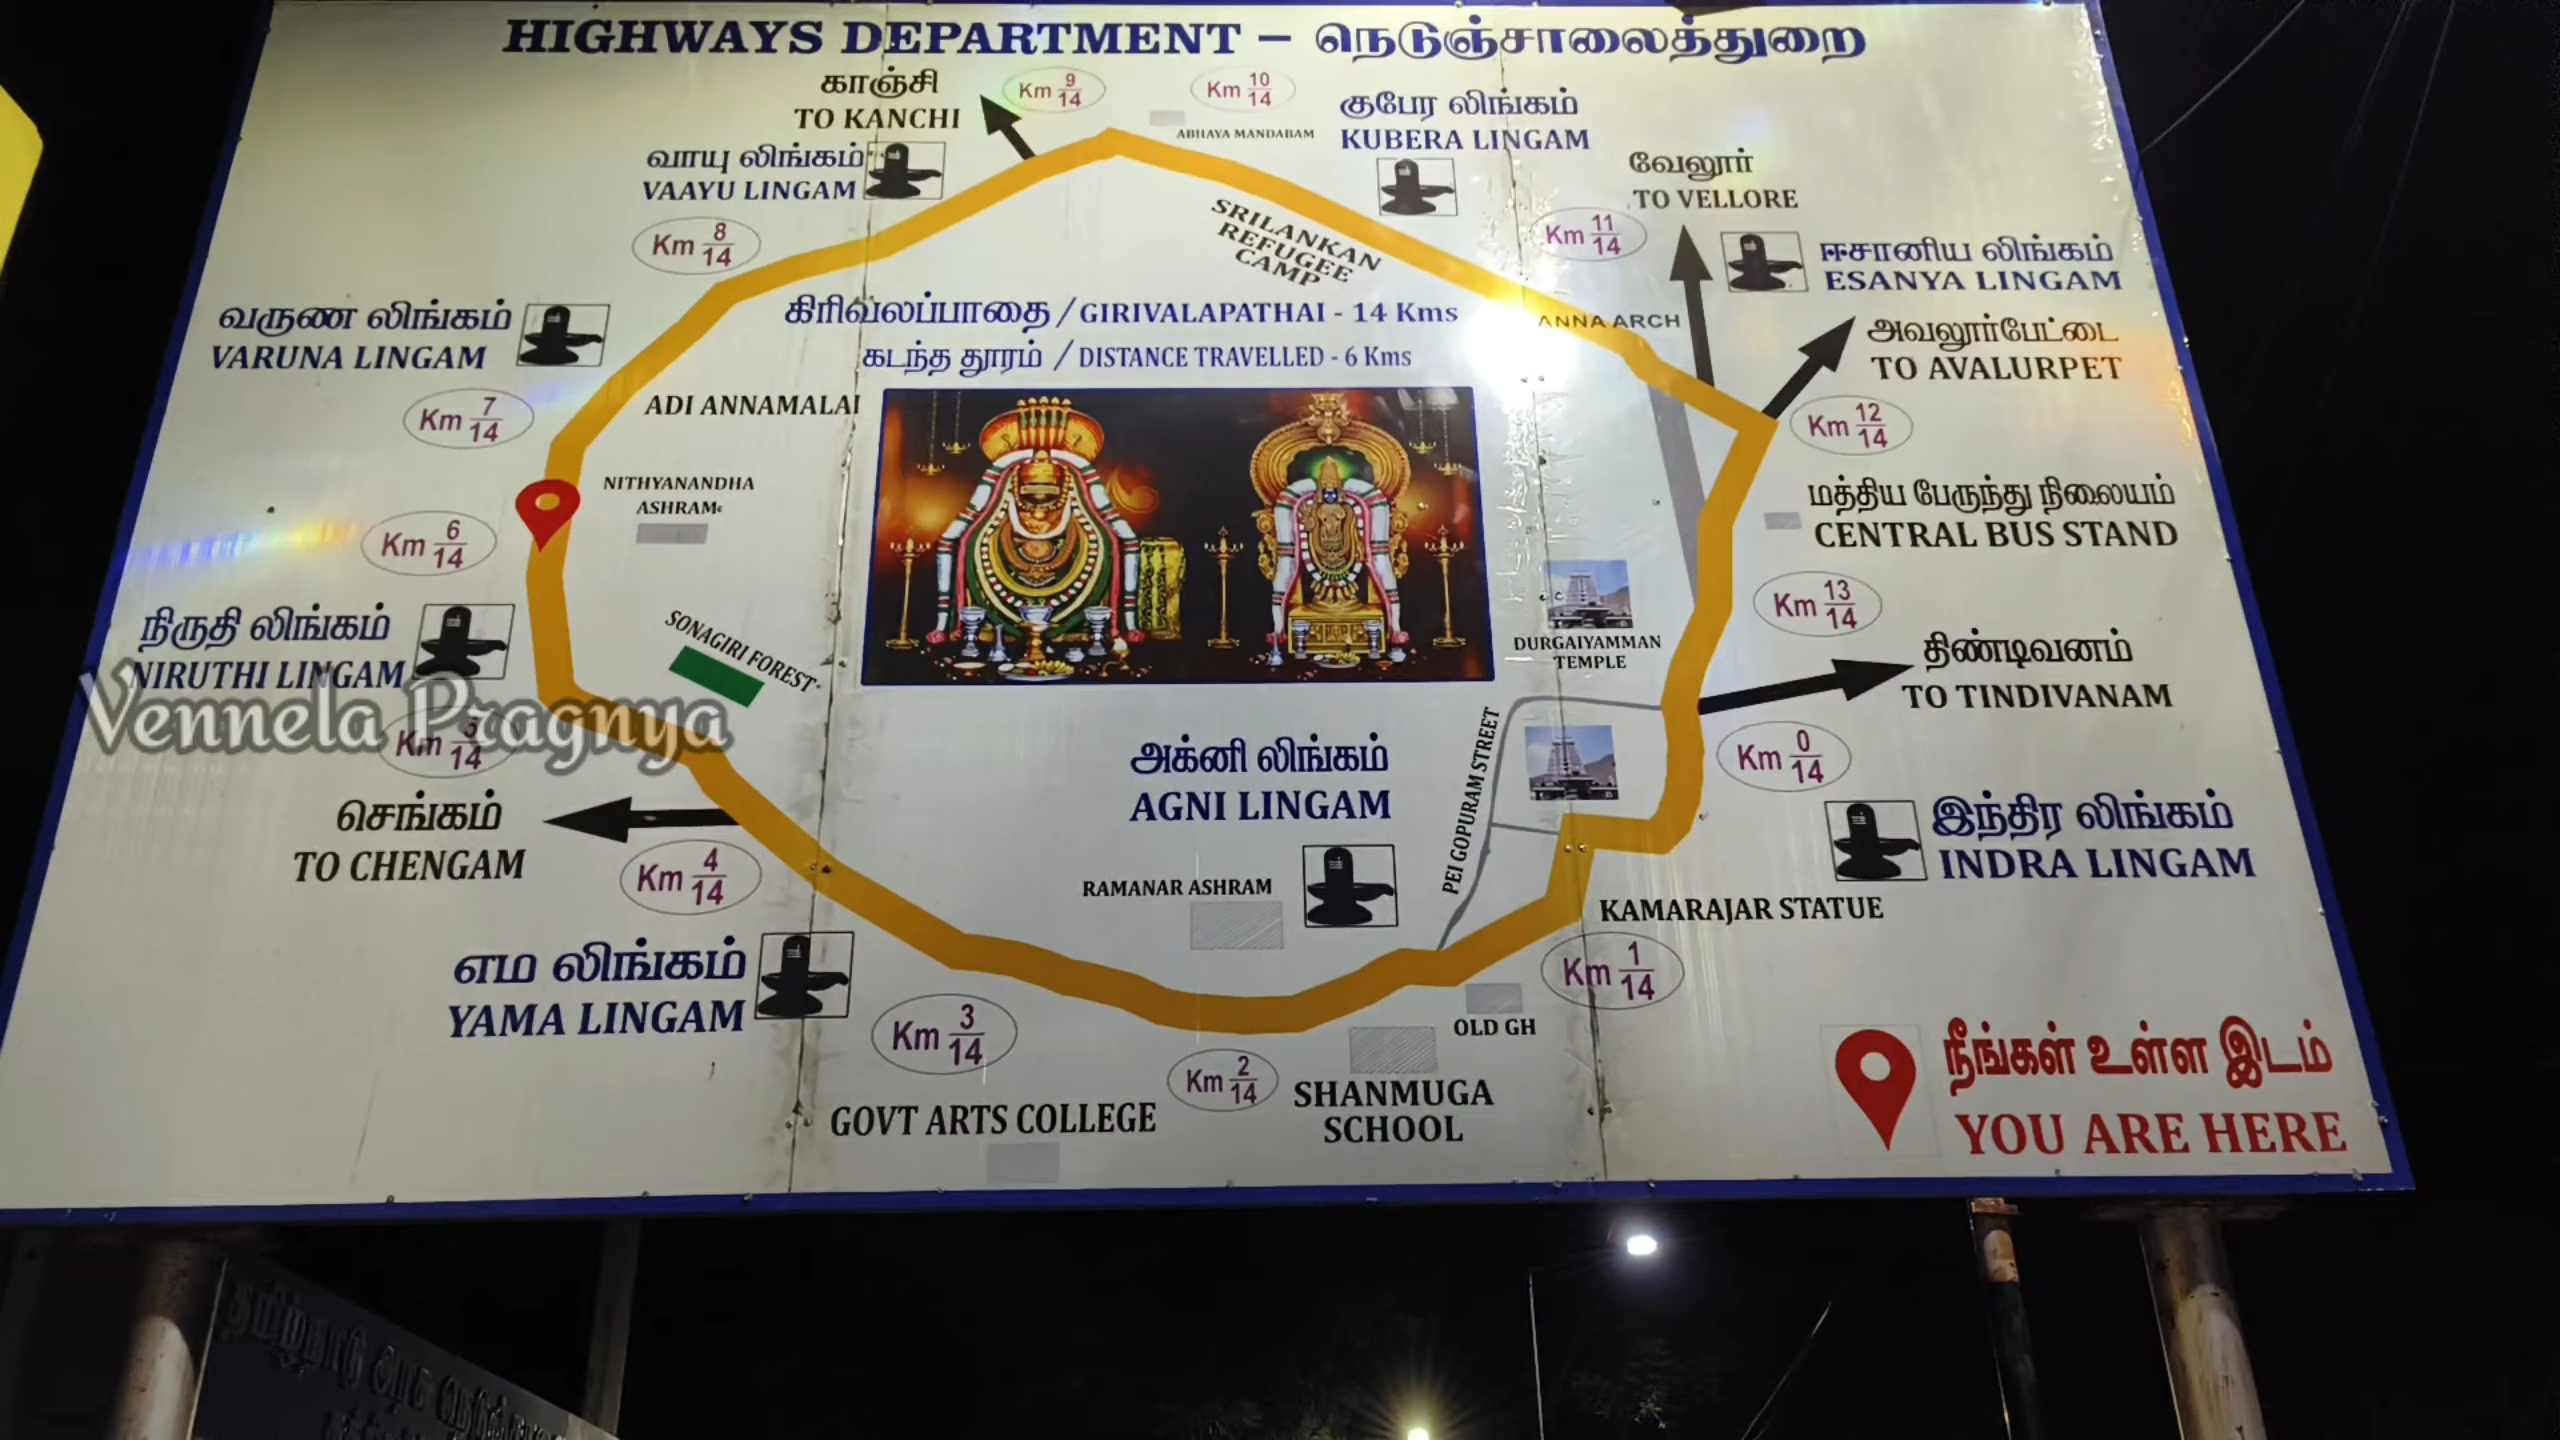 HIGHWAYS DEPARTMENT – நெடுஞ்சாலைத்துறை
காஞ்சி
TO KANCHI
Km 9/14
Km 10/14
ABHAYA MANDABAM
குபேர லிங்கம்
KUBERA LINGAM
வாயு லிங்கம்
VAAYU LINGAM
வேலூர்
TO VELLORE
Km 8/14
SRILANKAN
REFUGEE
CAMP
Km 11/14
ஈசானிய லிங்கம்
ESANYA LINGAM
வருண லிங்கம்
VARUNA LINGAM
கிரிவலப்பாதை / GIRIVALAPATHAI - 14 Kms
கடந்த தூரம் / DISTANCE TRAVELLED - 6 Kms
ANNA ARCH
அவலூர்பேட்டை
TO AVALURPET
Km 7/14
ADI ANNAMALAI
Km 12/14
NITHYANANDHA
ASHRAM
மத்திய பேருந்து நிலையம்
CENTRAL BUS STAND
Km 6/14
Km 13/14
நிருதி லிங்கம்
NIRUTHI LINGAM
SONAGIRI FOREST
DURGAIYAMMAN
TEMPLE
திண்டிவனம்
TO TINDIVANAM
Vennela Pragnya
Km 5/14
அக்னி லிங்கம்
AGNI LINGAM
PEI GOPURAM STREET
Km 0/14
செங்கம்
TO CHENGAM
Km 4/14
RAMANAR ASHRAM
இந்திர லிங்கம்
INDRA LINGAM
KAMARAJAR STATUE
எம லிங்கம்
YAMA LINGAM
Km 3/14
Km 1/14
OLD GH
Km 2/14
SHANMUGA
SCHOOL
GOVT ARTS COLLEGE
நீங்கள் உள்ள இடம்
YOU ARE HERE